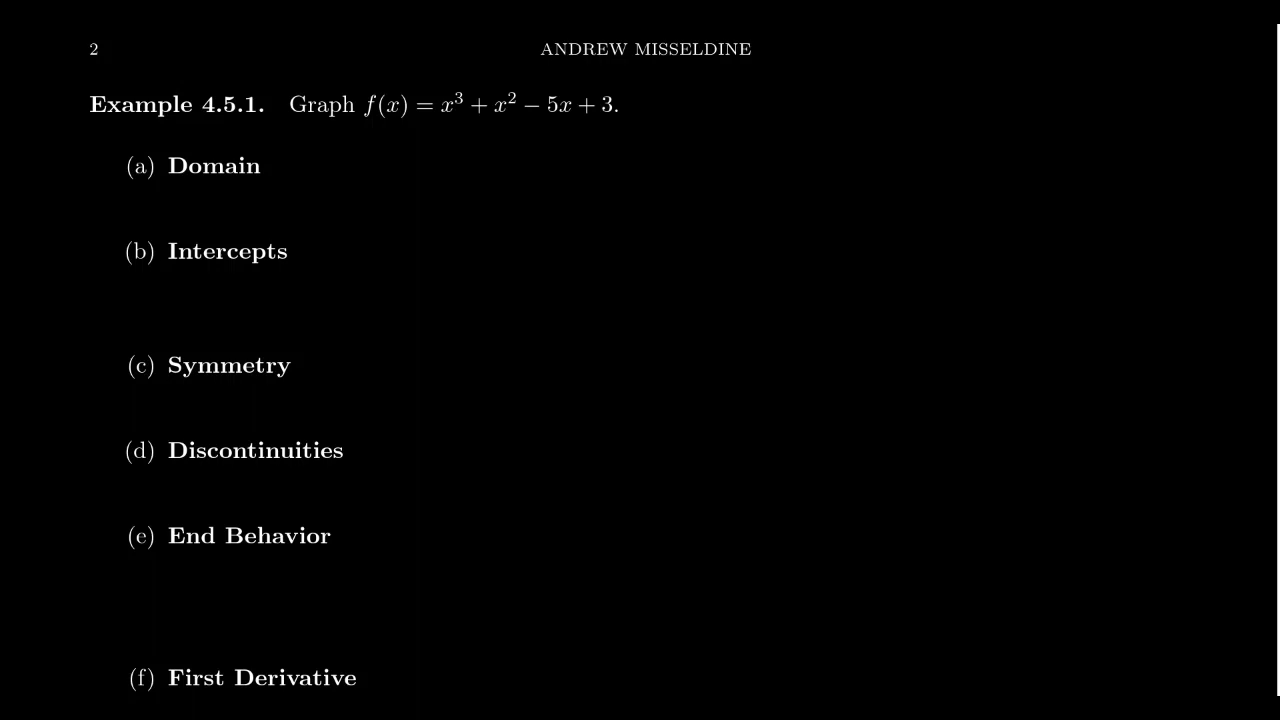 2 ANDREW MISSELDINE
Example 4.5.1. Graph f(x) = x³ + x² − 5x + 3.
(a) Domain
(b) Intercepts
(c) Symmetry
(d) Discontinuities
(e) End Behavior
(f) First Derivative